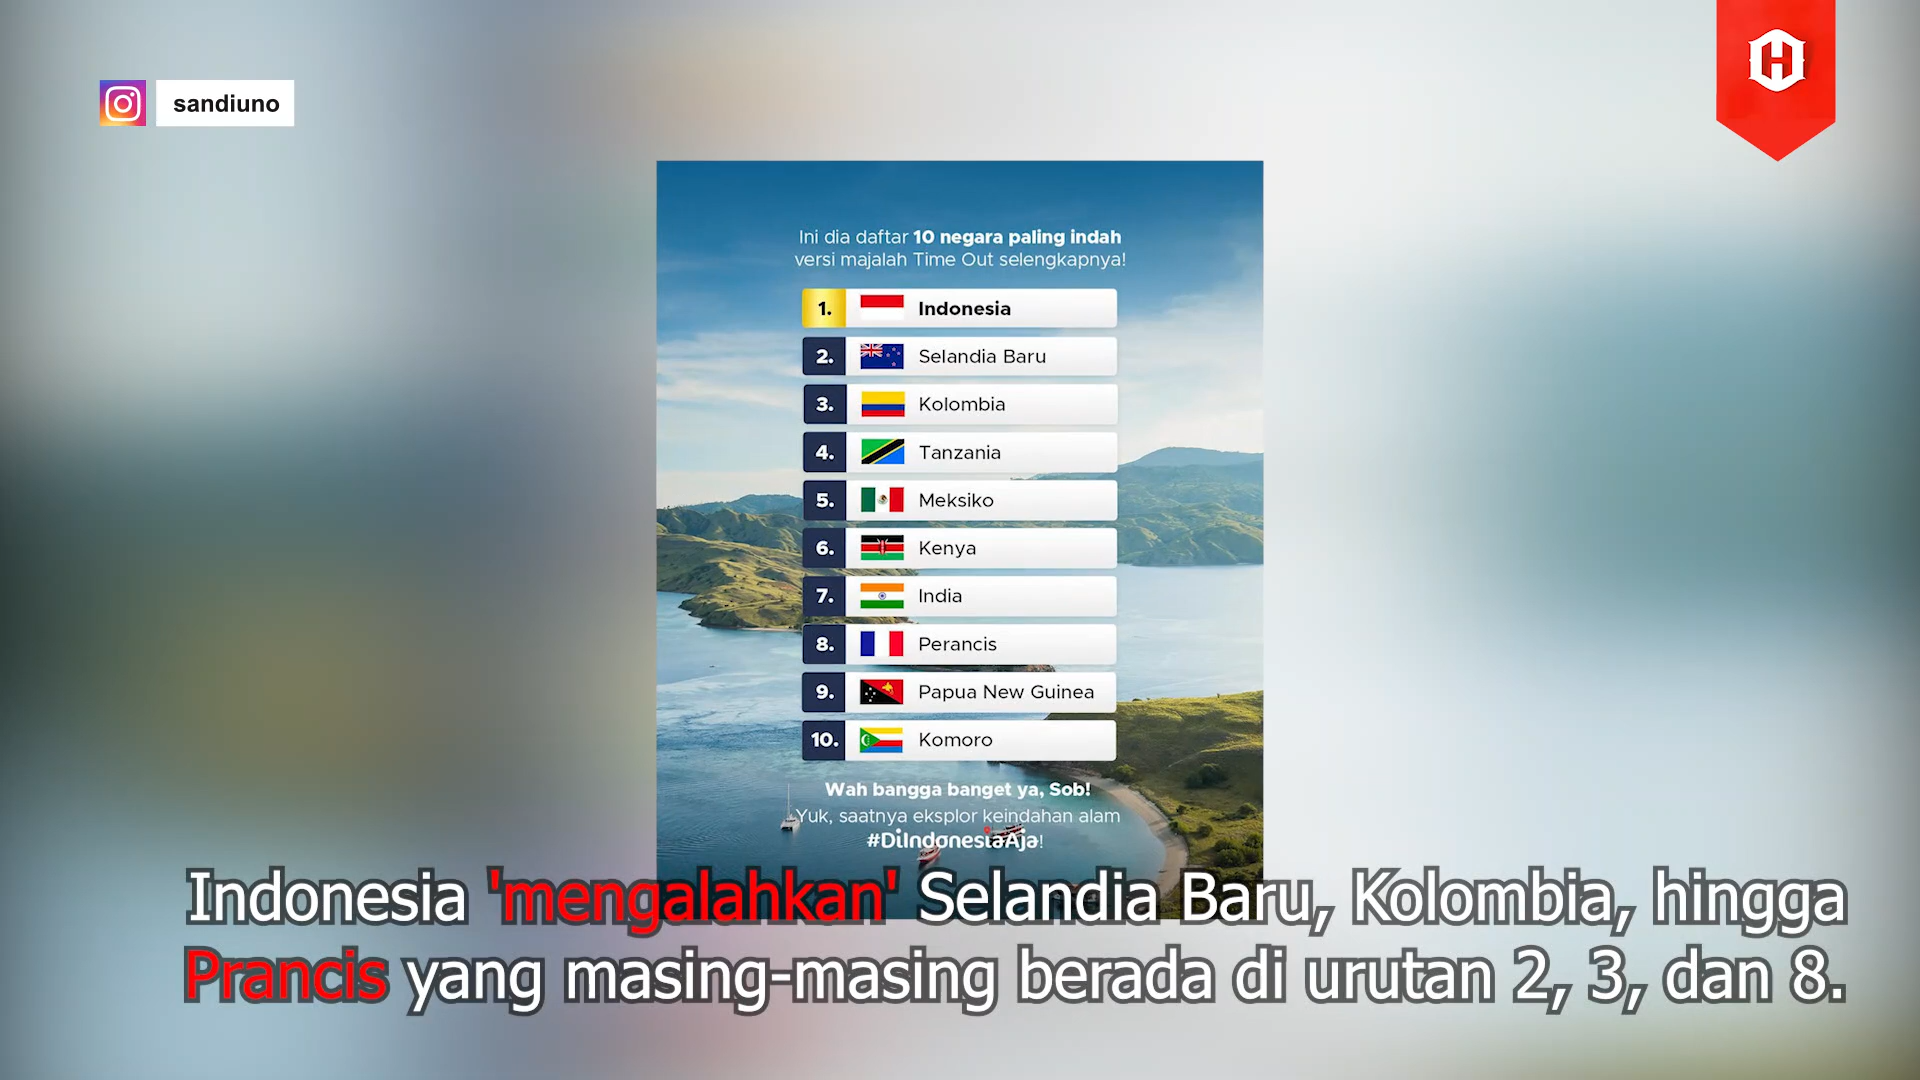 sandiuno
Ini dia daftar 10 negara paling indah
versi majalah Time Out selengkapnya!
1. Indonesia
2. Selandia Baru
3. Kolombia
4. Tanzania
5. Meksiko
6. Kenya
7. India
8. Perancis
9. Papua New Guinea
10. Komoro
Wah bangga banget ya, Sob!
Yuk, saatnya eksplor keindahan alam
#DiIndonesiaAja!
Indonesia 'mengalahkan' Selandia Baru, Kolombia, hingga
Prancis yang masing-masing berada di urutan 2, 3, dan 8.